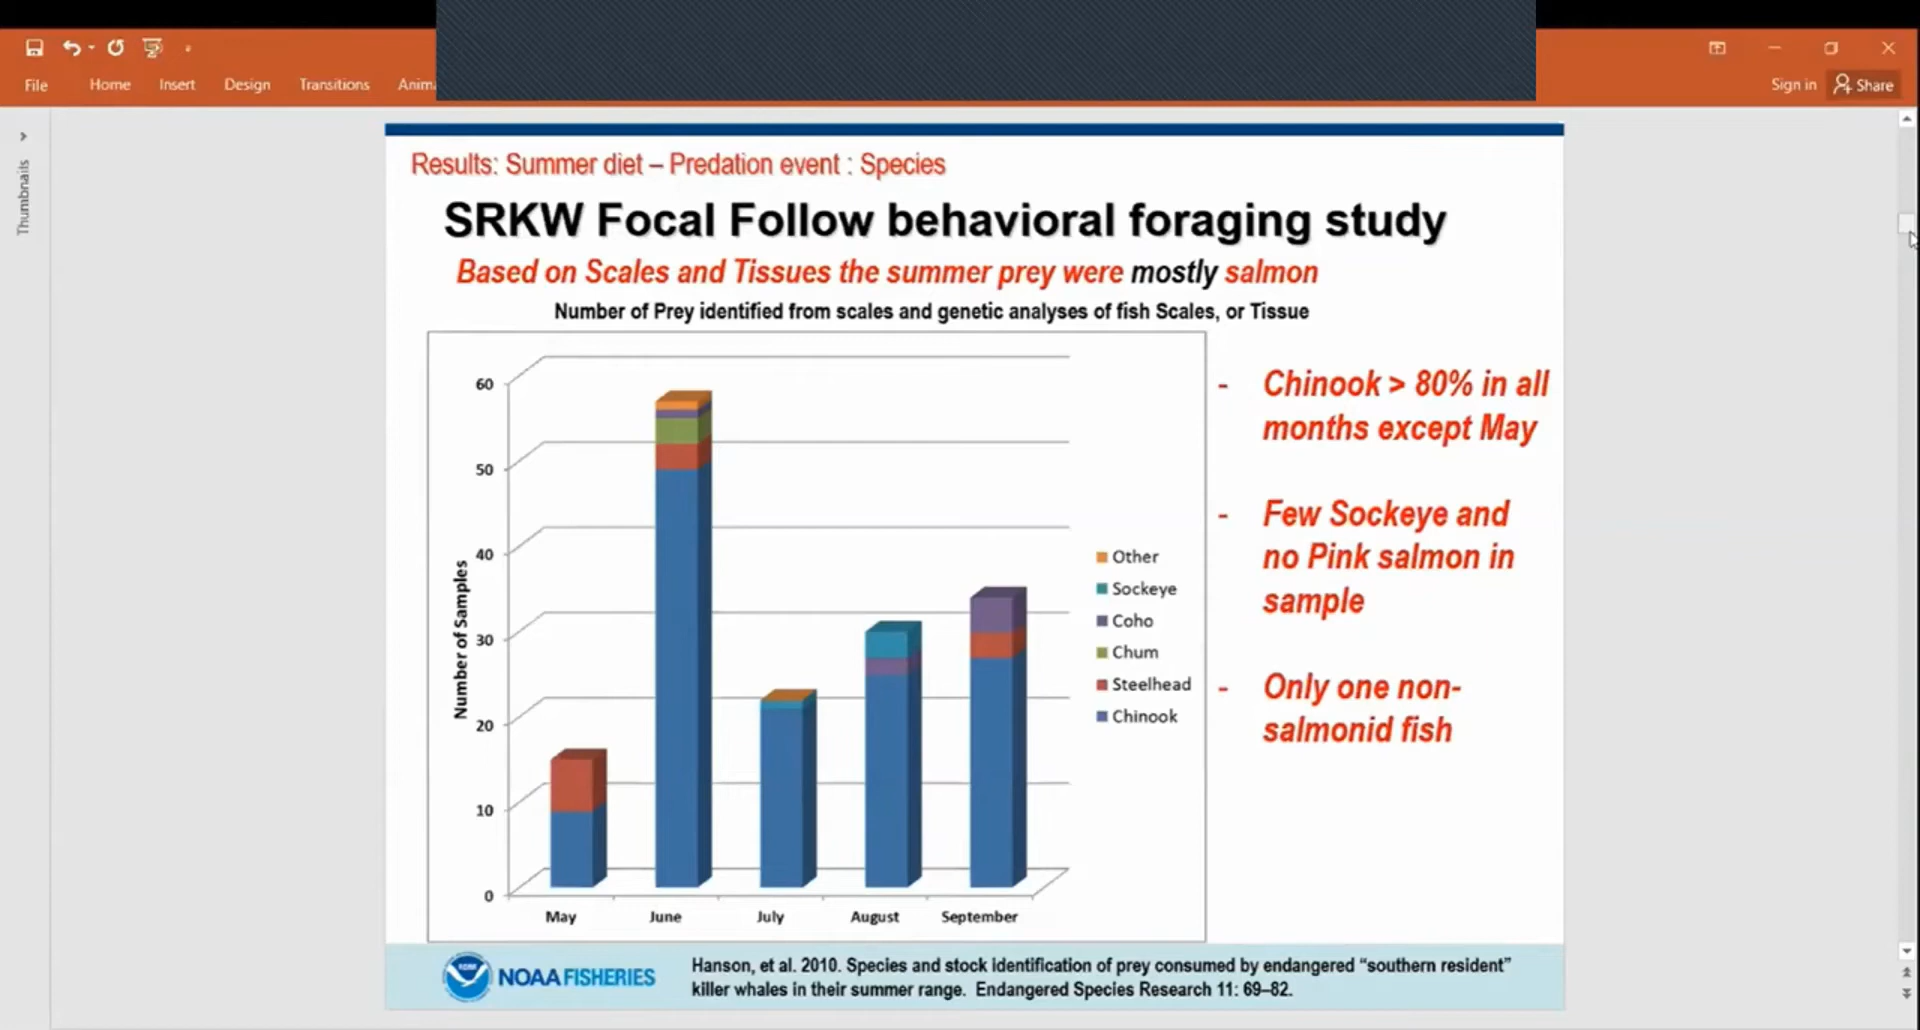 File
Home
Insert
Design
Transitions
Anim
Sign in
Share
Thumbnails
Results: Summer diet – Predation event : Species
SRKW Focal Follow behavioral foraging study
Based on Scales and Tissues the summer prey were mostly salmon
Number of Prey identified from scales and genetic analyses of fish Scales, or Tissue
Number of Samples
60
50
40
30
20
10
0
May
June
July
August
September
Other
Sockeye
Coho
Chum
Steelhead
Chinook
- Chinook > 80% in all
months except May
- Few Sockeye and
no Pink salmon in
sample
- Only one non-
salmonid fish
NOAA FISHERIES
Hanson, et al. 2010. Species and stock identification of prey consumed by endangered “southern resident”
killer whales in their summer range. Endangered Species Research 11: 69–82.